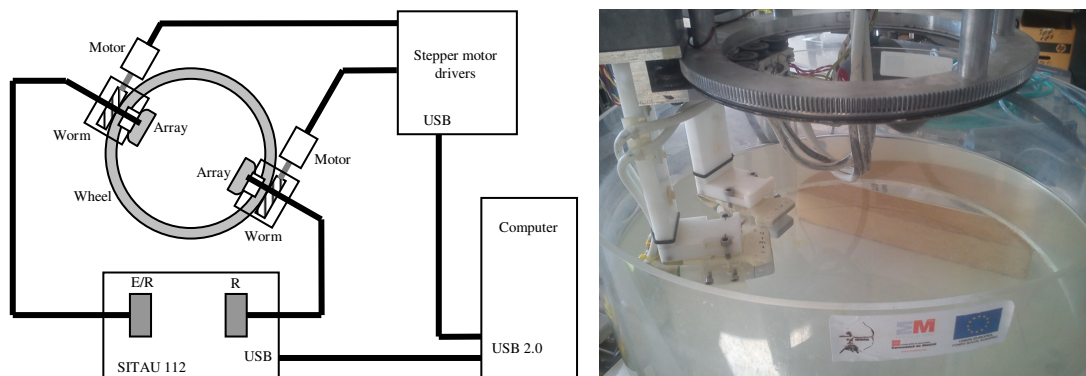 Motor
Stepper motor
drivers
USB
Array
Worm
Wheel
Array
Motor
Worm
Computer
E/R
R
USB
SITAU 112
USB 2.0